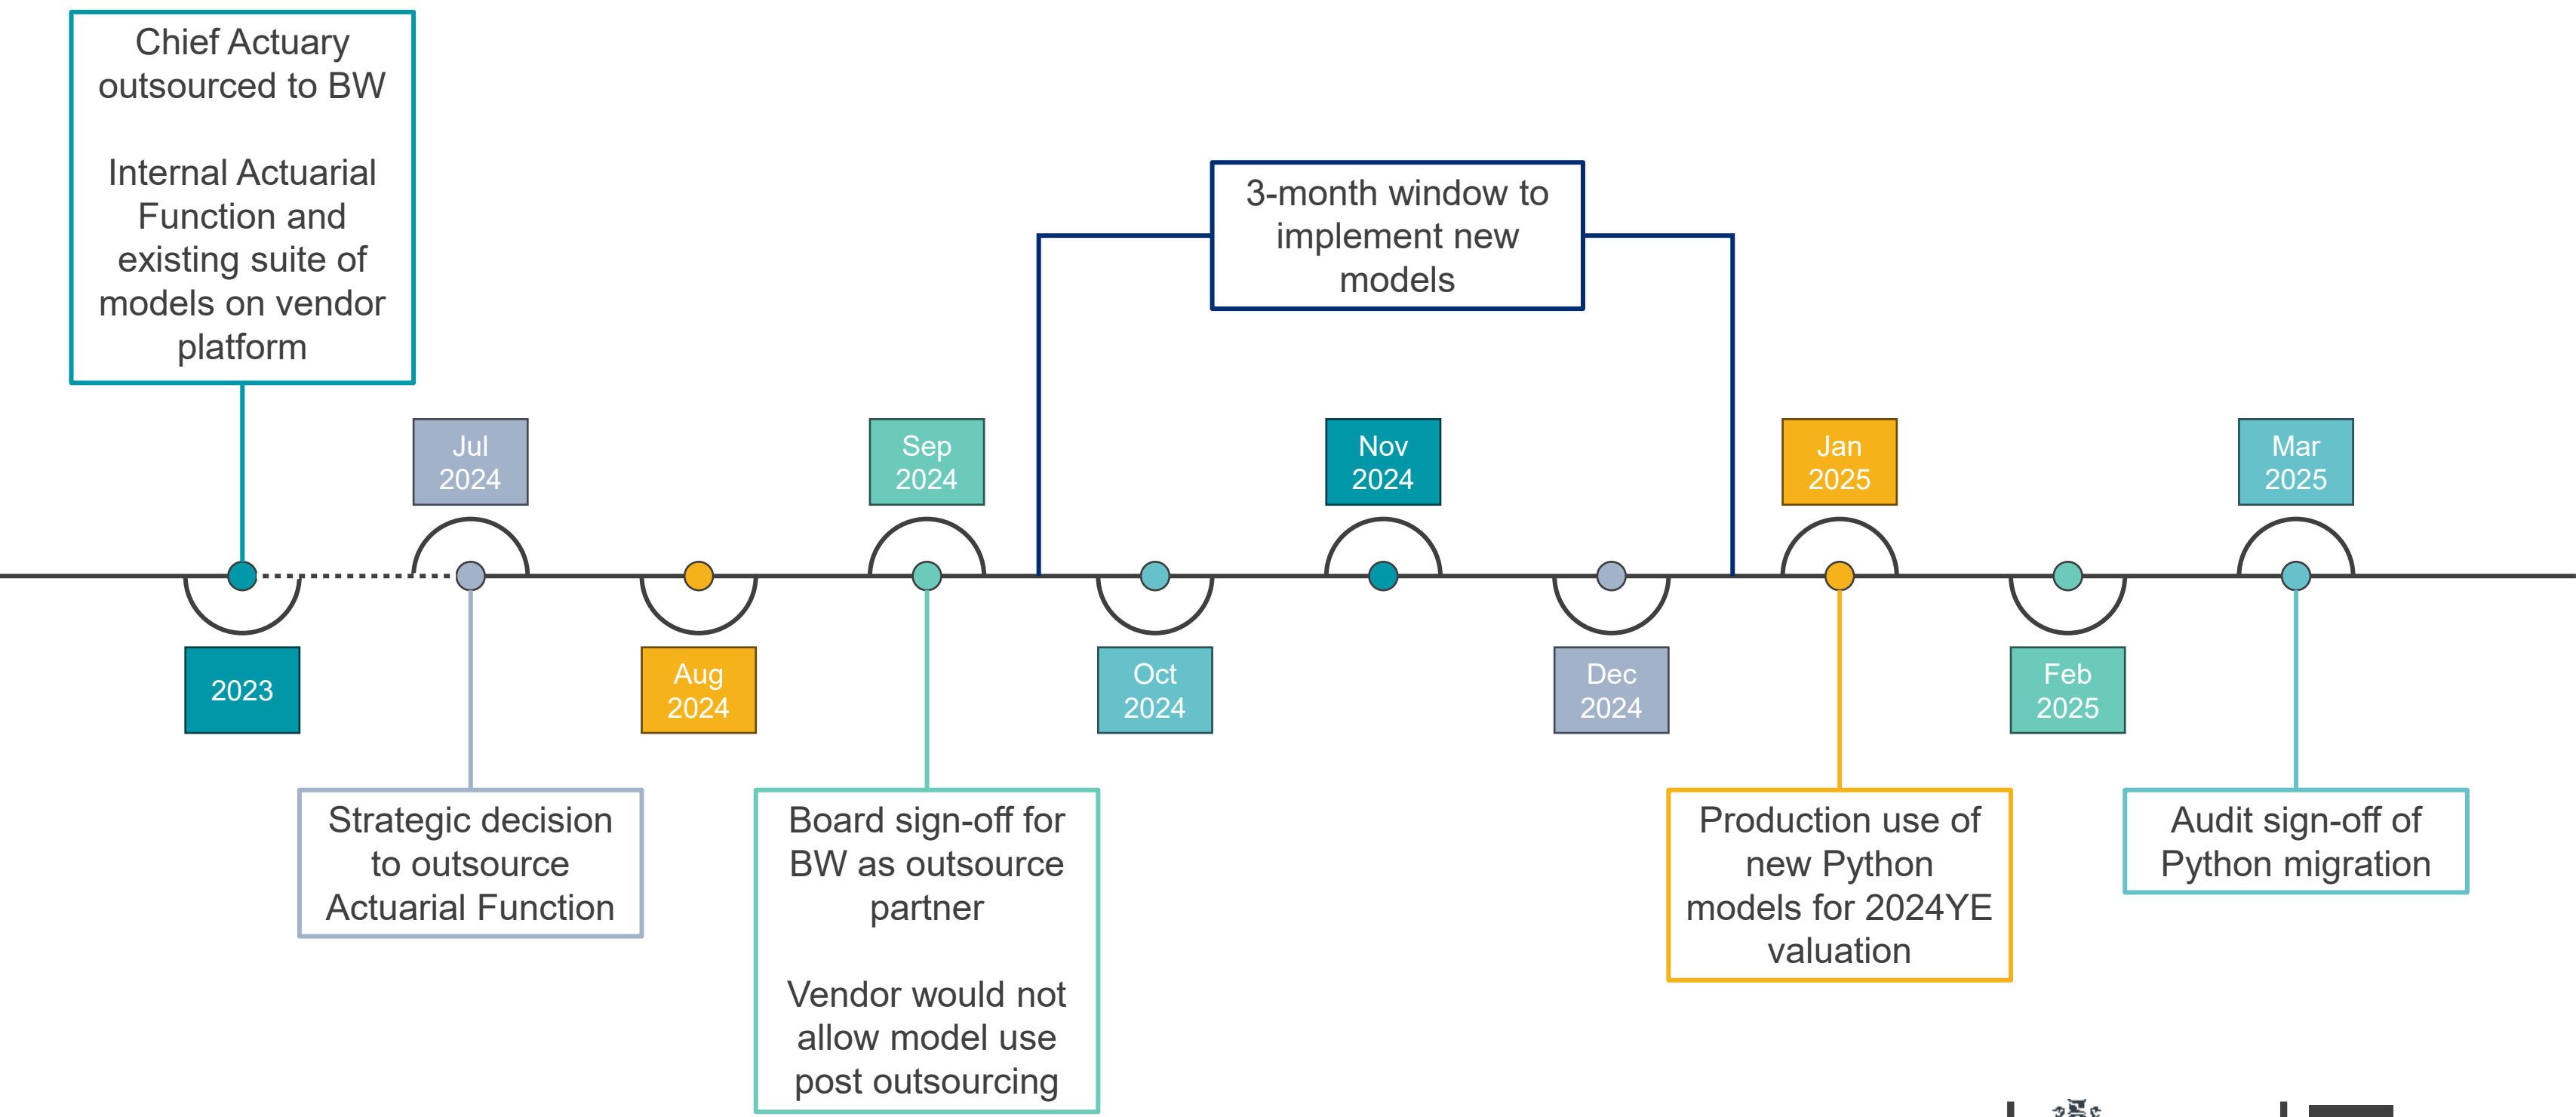 Chief Actuary
outsourced to BW
Internal Actuarial
Function and
existing suite of
models on vendor
platform
3-month window to
implement new
models
Jul
2024
Sep
2024
Nov
2024
Jan
2025
Mar
2025
2023
Aug
2024
Oct
2024
Dec
2024
Feb
2025
Strategic decision
to outsource
Actuarial Function
Board sign-off for
BW as outsource
partner
Vendor would not
allow model use
post outsourcing
Production use of
new Python
models for 2024YE
valuation
Audit sign-off of
Python migration